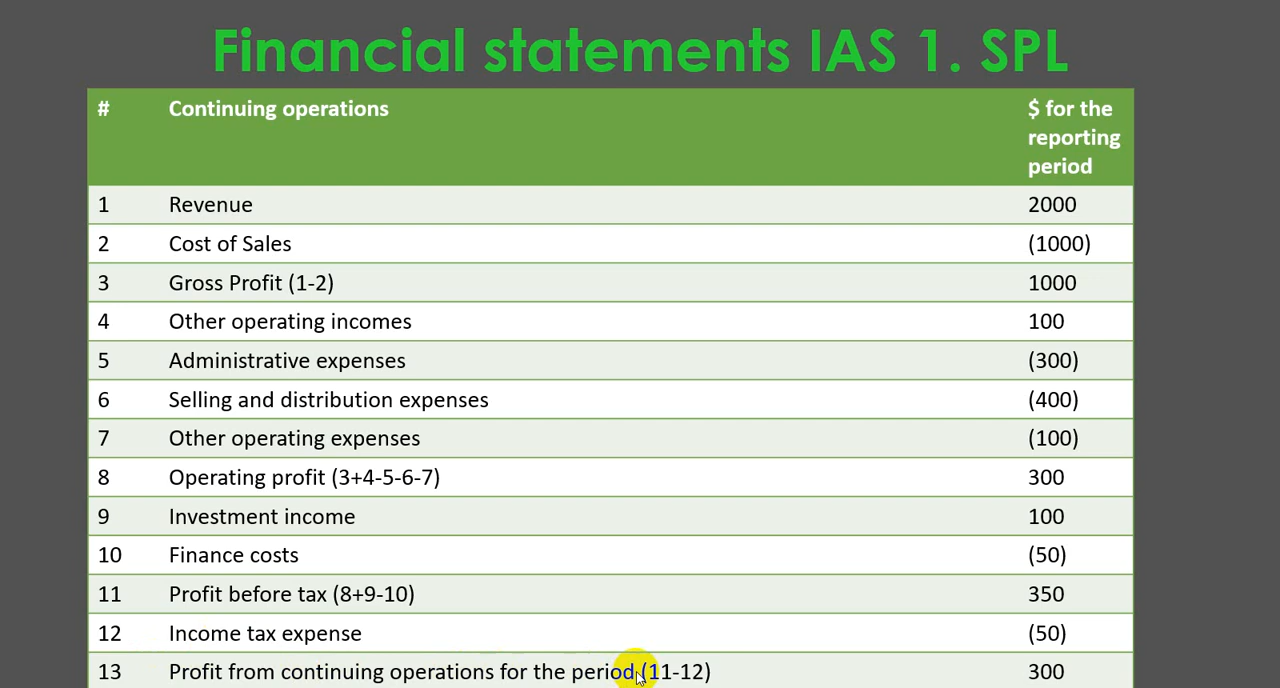 Financial statements IAS 1. SPL
# Continuing operations $ for the
reporting
period
1 Revenue 2000
2 Cost of Sales (1000)
3 Gross Profit (1-2) 1000
4 Other operating incomes 100
5 Administrative expenses (300)
6 Selling and distribution expenses (400)
7 Other operating expenses (100)
8 Operating profit (3+4-5-6-7) 300
9 Investment income 100
10 Finance costs (50)
11 Profit before tax (8+9-10) 350
12 Income tax expense (50)
13 Profit from continuing operations for the period (11-12) 300